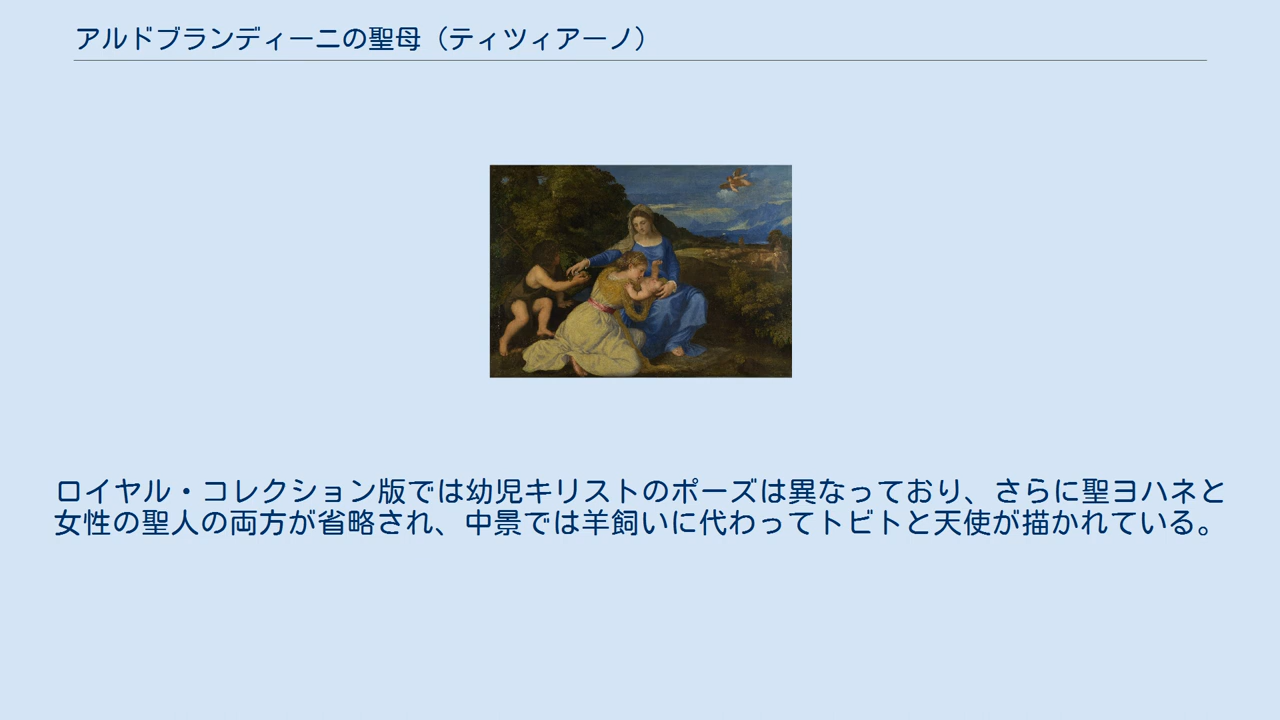 アルドブランディーニの聖母（ティツィアーノ）
ロイヤル・コレクション版では幼児キリストのポーズは異なっており、さらに聖ヨハネと
女性の聖人の両方が省略され、中景では羊飼いに代わってトビトと天使が描かれている。